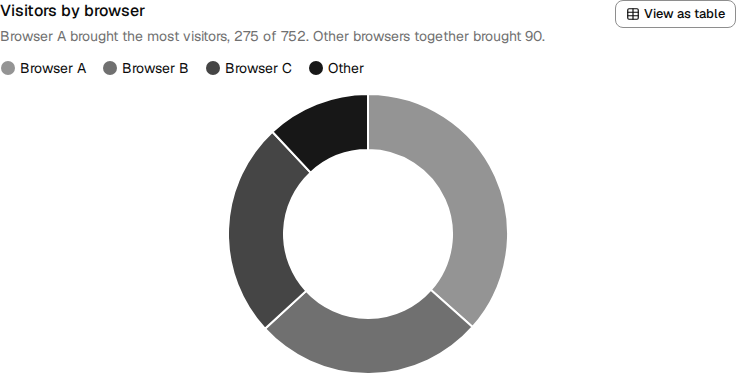 Visitors by browser
View as table
Browser A brought the most visitors, 275 of 752. Other browsers together brought 90.
Browser A
Browser B
Browser C
Other